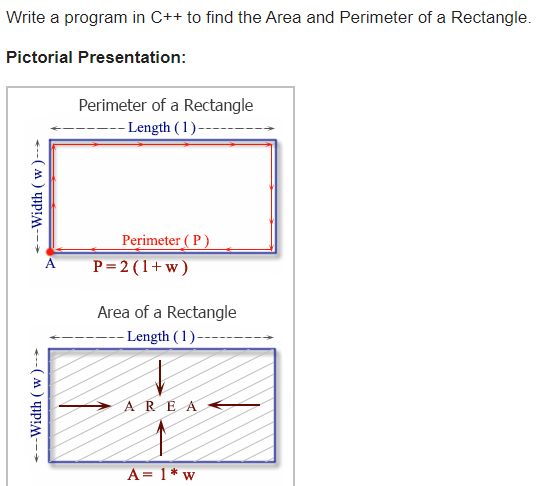 Write a program in C++ to find the Area and Perimeter of a Rectangle.
Pictorial Presentation:
Perimeter of a Rectangle
Length ( l )
Width ( w )
Perimeter ( P )
A
P = 2 ( l + w )
Area of a Rectangle
Length ( l )
Width ( w )
A R E A
A = l * w